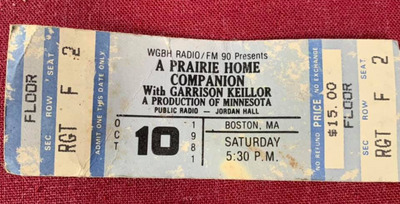 FLOOR
RGT F 2
SEC ROW SEAT
ADMIT ONE THIS DATE ONLY
WGBH RADIO/FM 90 Presents
A PRAIRIE HOME
COMPANION
With GARRISON KEILLOR
A PRODUCTION OF MINNESOTA
PUBLIC RADIO – JORDAN HALL
OCT 10 1981
BOSTON, MA
SATURDAY
5:30 P.M.
NO REFUND PRICE NO EXCHANGE
$15.00
FLOOR
SEC ROW SEAT
RGT F 2